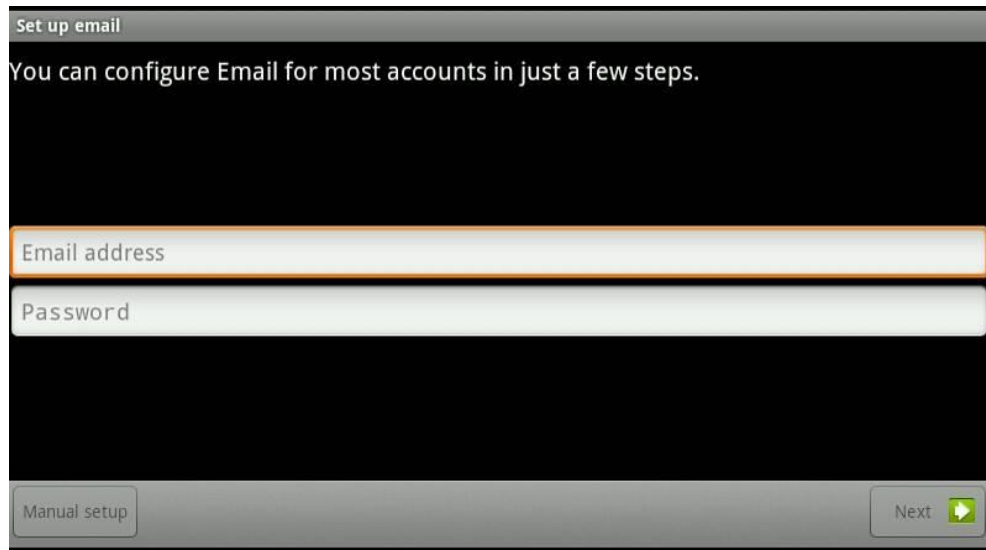 Set up email
You can configure Email for most accounts in just a few steps.
Email address
Password
Manual setup
Next